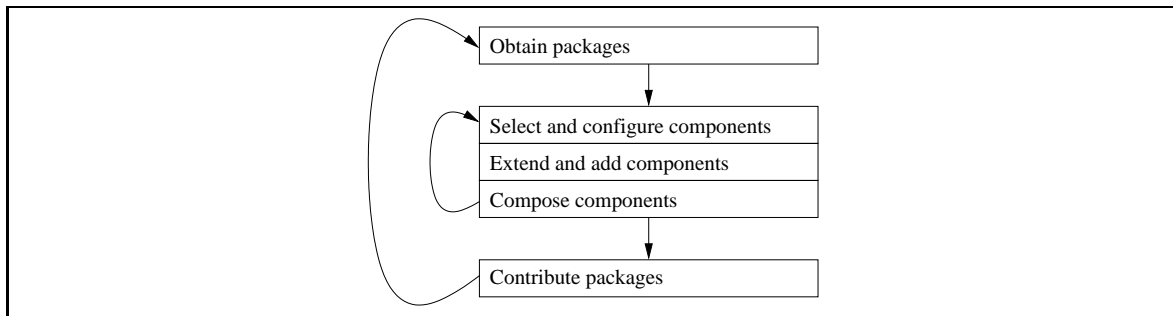 Obtain packages
Select and configure components
Extend and add components
Compose components
Contribute packages